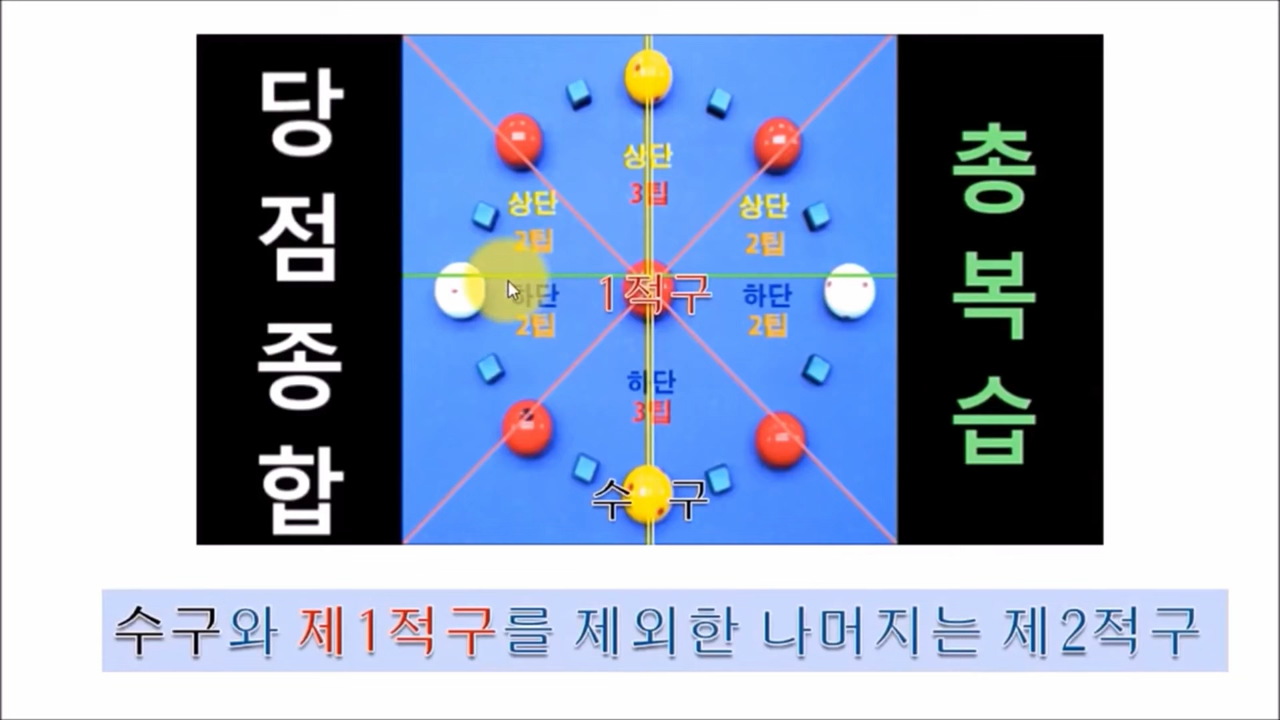 당점종합
총복습
상단
3팁
상단
2팁
상단
2팁
1적구
하단
2팁
하단
2팁
하단
3팁
수구
수구와 제1적구를 제외한 나머지는 제2적구